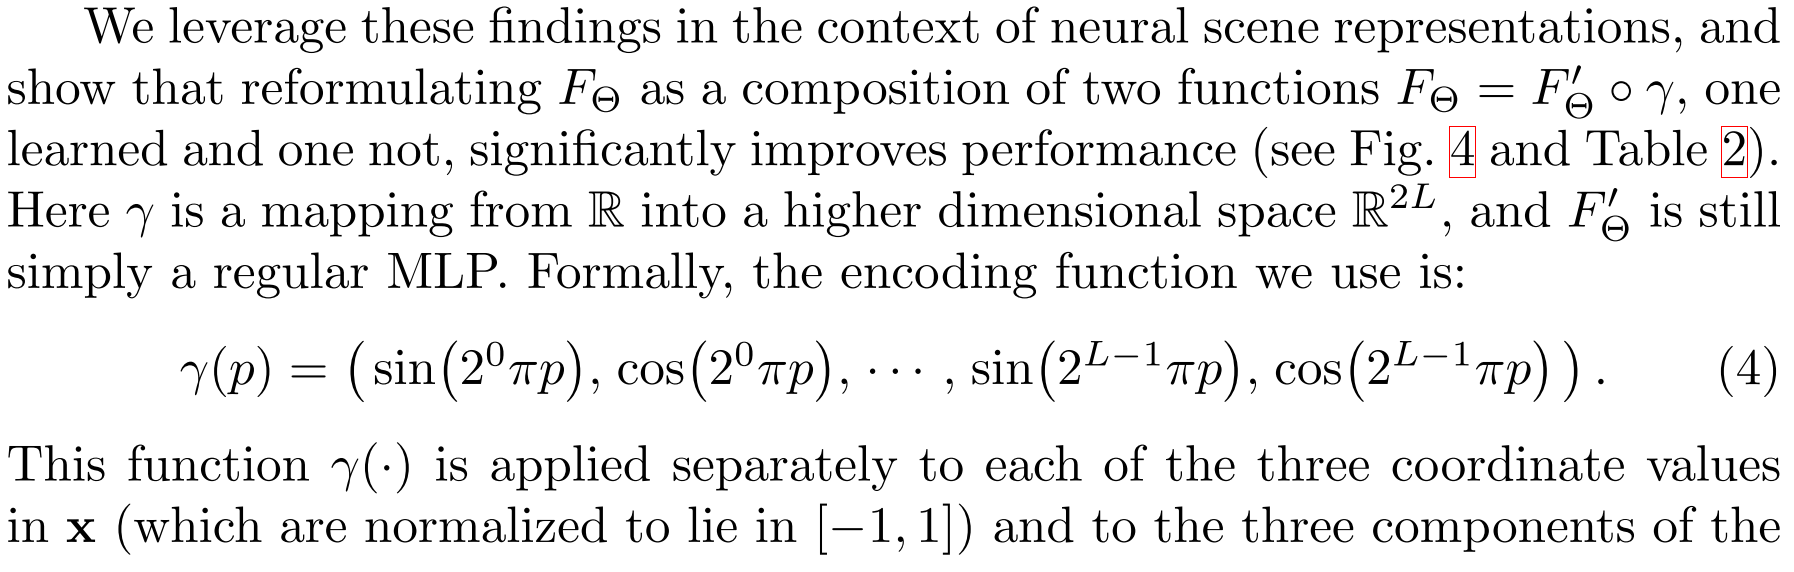 We leverage these findings in the context of neural scene representations, and
show that reformulating F_Θ as a composition of two functions F_Θ = F′_Θ ∘ γ, one
learned and one not, significantly improves performance (see Fig. 4 and Table 2).
Here γ is a mapping from ℝ into a higher dimensional space ℝ^{2L}, and F′_Θ is still
simply a regular MLP. Formally, the encoding function we use is:
γ(p) = ( sin(2^0πp), cos(2^0πp), ⋯ , sin(2^{L−1}πp), cos(2^{L−1}πp) ) . (4)
This function γ(·) is applied separately to each of the three coordinate values
in x (which are normalized to lie in [−1, 1]) and to the three components of the